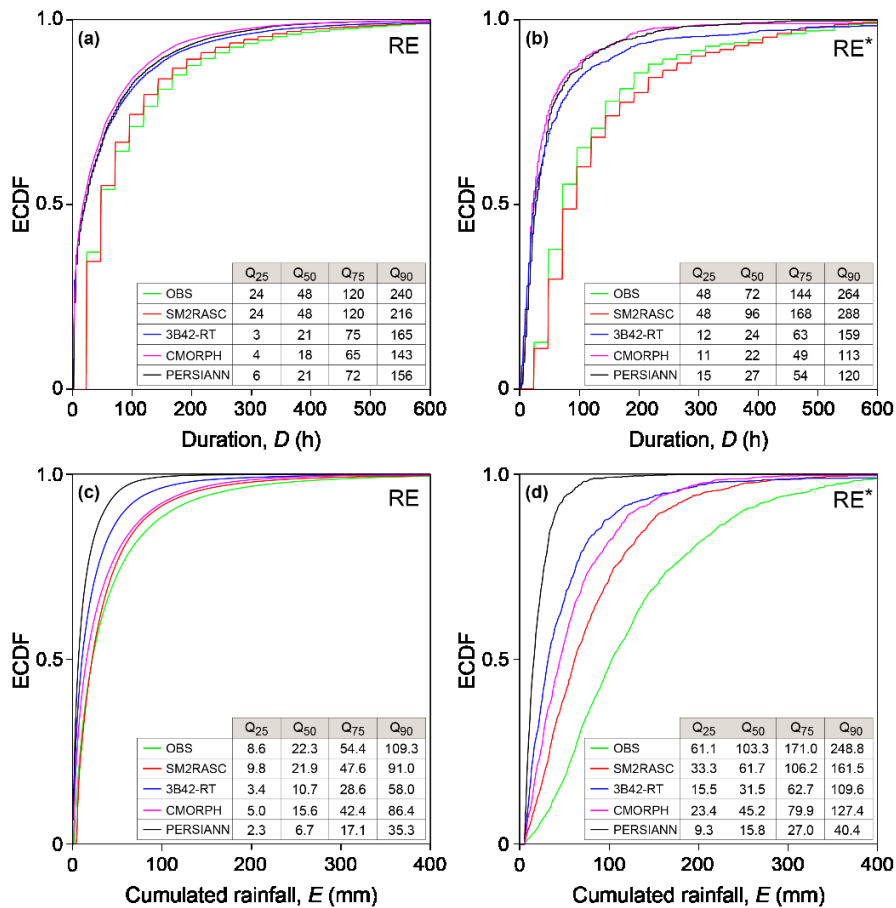 (a) RE
1.0
0.5
0
ECDF
Q25 Q50 Q75 Q90
OBS 24 48 120 240
SM2RASC 24 48 120 216
3B42-RT 3 21 75 165
CMORPH 4 18 65 143
PERSIANN 6 21 72 156
0 100 200 300 400 500 600
Duration, D (h)
(b) RE*
1.0
0.5
0
ECDF
Q25 Q50 Q75 Q90
OBS 48 72 144 264
SM2RASC 48 96 168 288
3B42-RT 12 24 63 159
CMORPH 11 22 49 113
PERSIANN 15 27 54 120
0 100 200 300 400 500 600
Duration, D (h)
(c) RE
1.0
0.5
0
ECDF
Q25 Q50 Q75 Q90
OBS 8.6 22.3 54.4 109.3
SM2RASC 9.8 21.9 47.6 91.0
3B42-RT 3.4 10.7 28.6 58.0
CMORPH 5.0 15.6 42.4 86.4
PERSIANN 2.3 6.7 17.1 35.3
0 100 200 300 400
Cumulated rainfall, E (mm)
(d) RE*
1.0
0.5
0
ECDF
Q25 Q50 Q75 Q90
OBS 61.1 103.3 171.0 248.8
SM2RASC 33.3 61.7 106.2 161.5
3B42-RT 15.5 31.5 62.7 109.6
CMORPH 23.4 45.2 79.9 127.4
PERSIANN 9.3 15.8 27.0 40.4
0 100 200 300 400
Cumulated rainfall, E (mm)